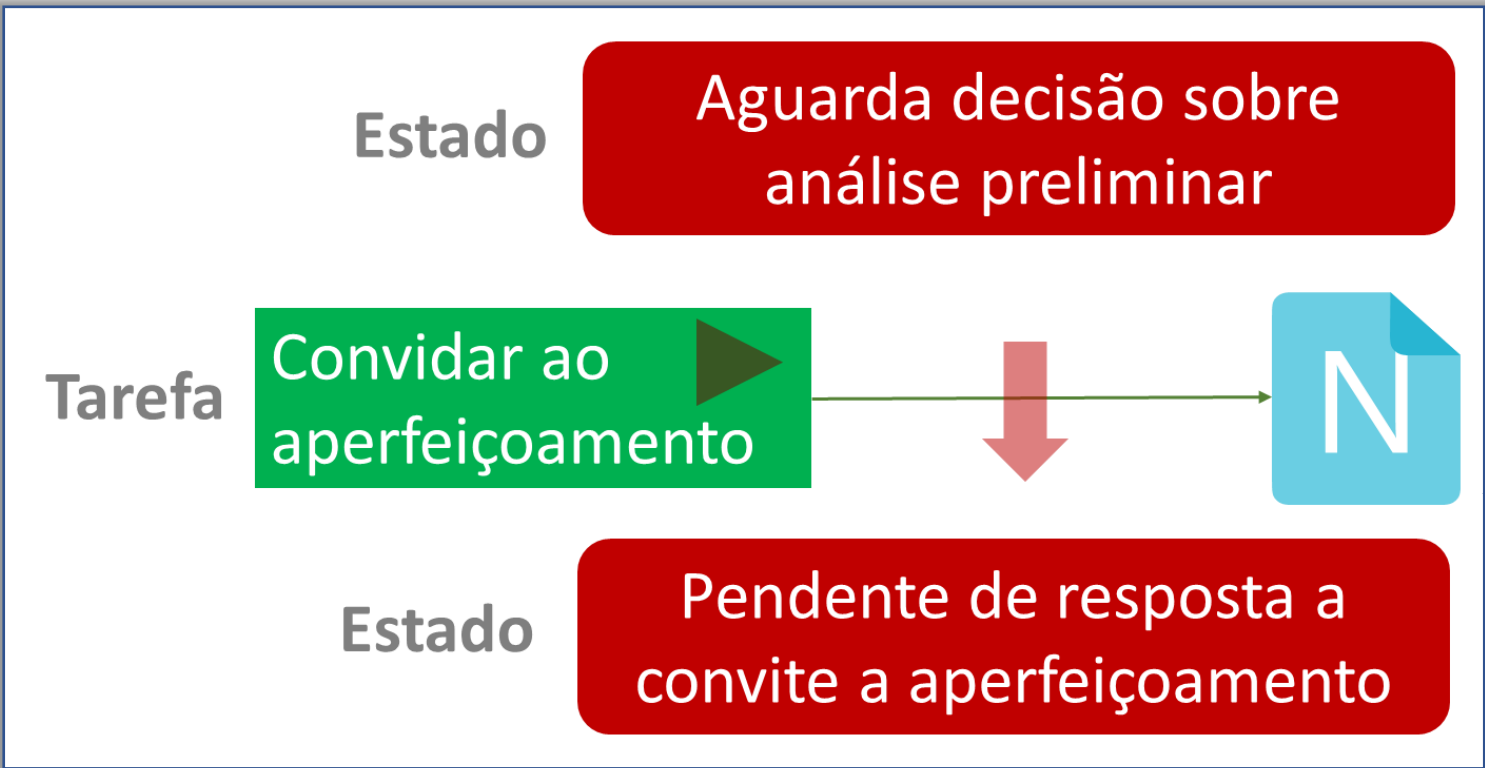 Estado
Aguarda decisão sobre
análise preliminar
Tarefa
Convidar ao
aperfeiçoamento
N
Estado
Pendente de resposta a
convite a aperfeiçoamento